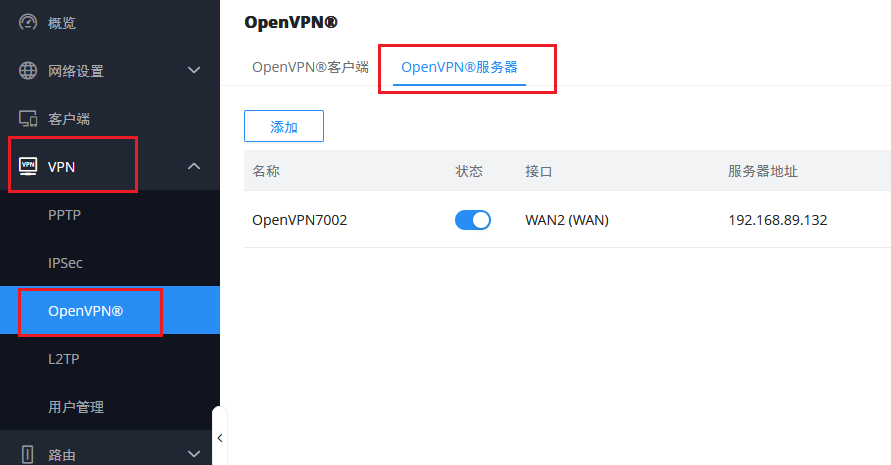 概览
网络设置
客户端
VPN
VPN
PPTP
IPSec
OpenVPN®
L2TP
用户管理
路由
OpenVPN®
OpenVPN®客户端 OpenVPN®服务器
添加
名称 状态 接口 服务器地址
OpenVPN7002 WAN2 (WAN) 192.168.89.132